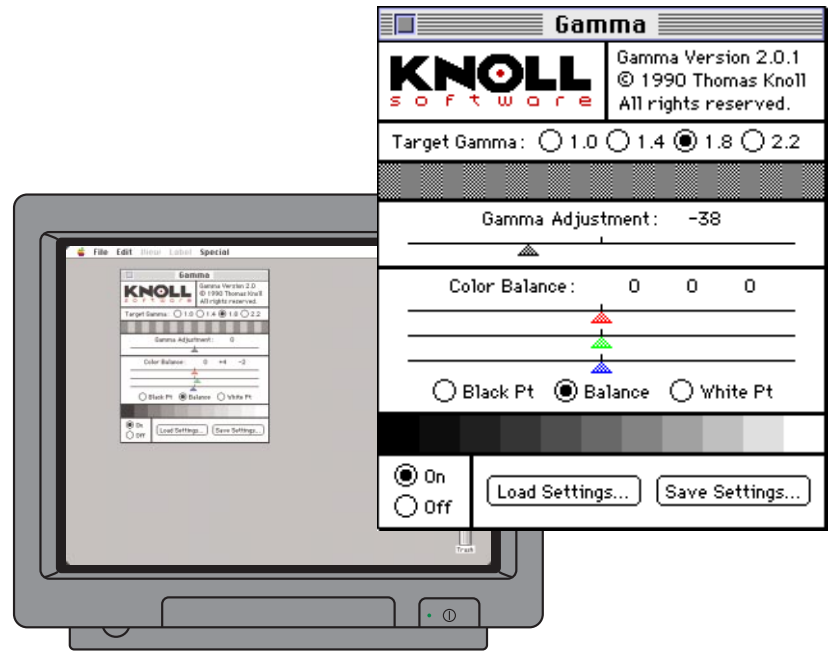 Gamma
KNOLL
software
Gamma Version 2.0.1
© 1990 Thomas Knoll
All rights reserved.
Target Gamma: 1.0 1.4 1.8 2.2
Gamma Adjustment: -38
Color Balance: 0 0 0
Black Pt Balance White Pt
On
Off
Load Settings... Save Settings...
File Edit View Label Special
Gamma
KNOLL
software
Gamma Version 2.0
© 1990 Thomas Knoll
All rights reserved.
Target Gamma: 1.0 1.4 1.8 2.2
Gamma Adjustment: 0
Color Balance: 0 +4 -3
Black Pt Balance White Pt
On
Off
Load Settings... Save Settings...
Trash